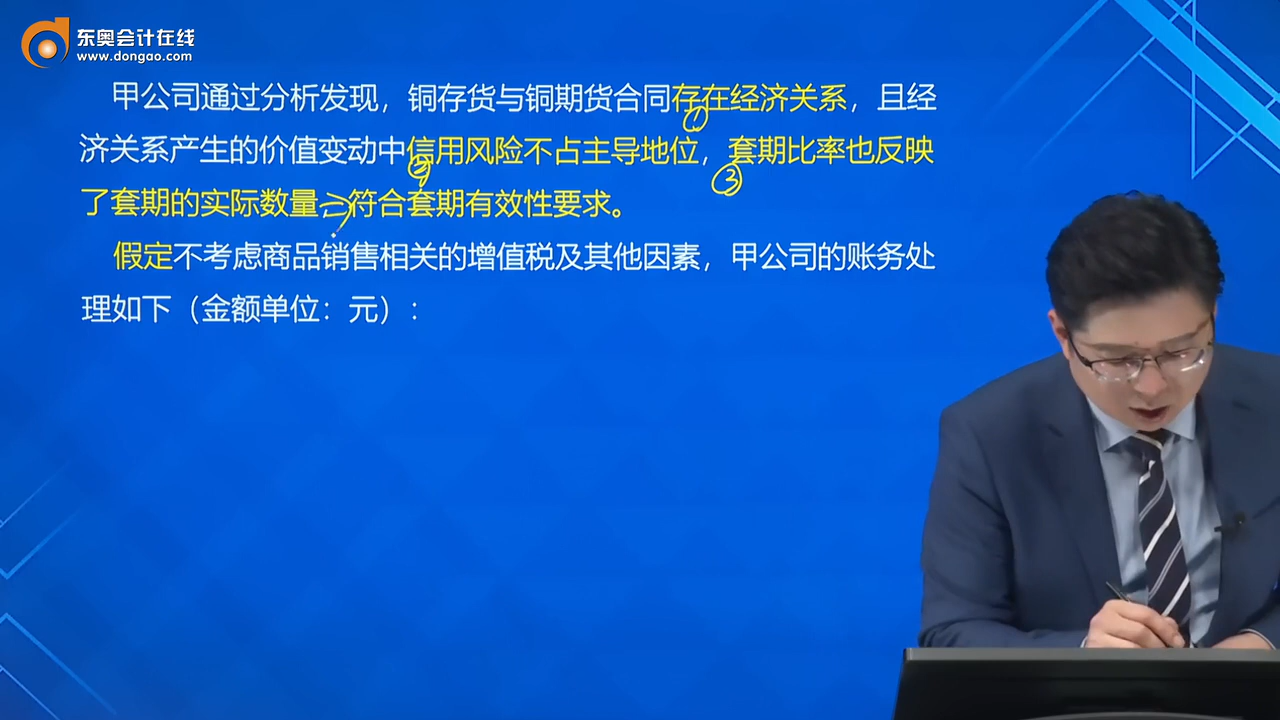 东奥会计在线
www.dongao.com
甲公司通过分析发现，铜存货与铜期货合同存在经济关系，且经
济关系产生的价值变动中信用风险不占主导地位，套期比率也反映
了套期的实际数量⇒符合套期有效性要求。
① ② ③
假定不考虑商品销售相关的增值税及其他因素，甲公司的账务处
理如下（金额单位：元）：